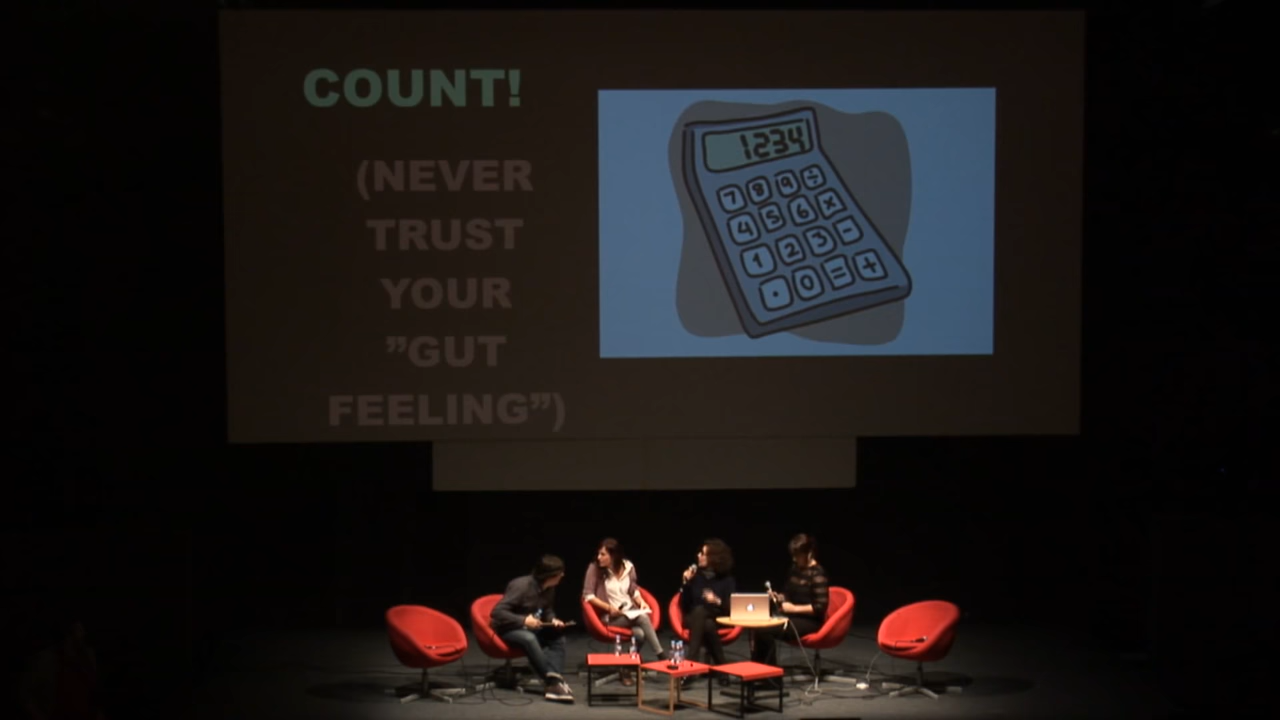 COUNT!
(NEVER
TRUST
YOUR
”GUT
FEELING”)
1234
7 8 9 ÷
4 5 6 ×
1 2 3 -
. 0 = +